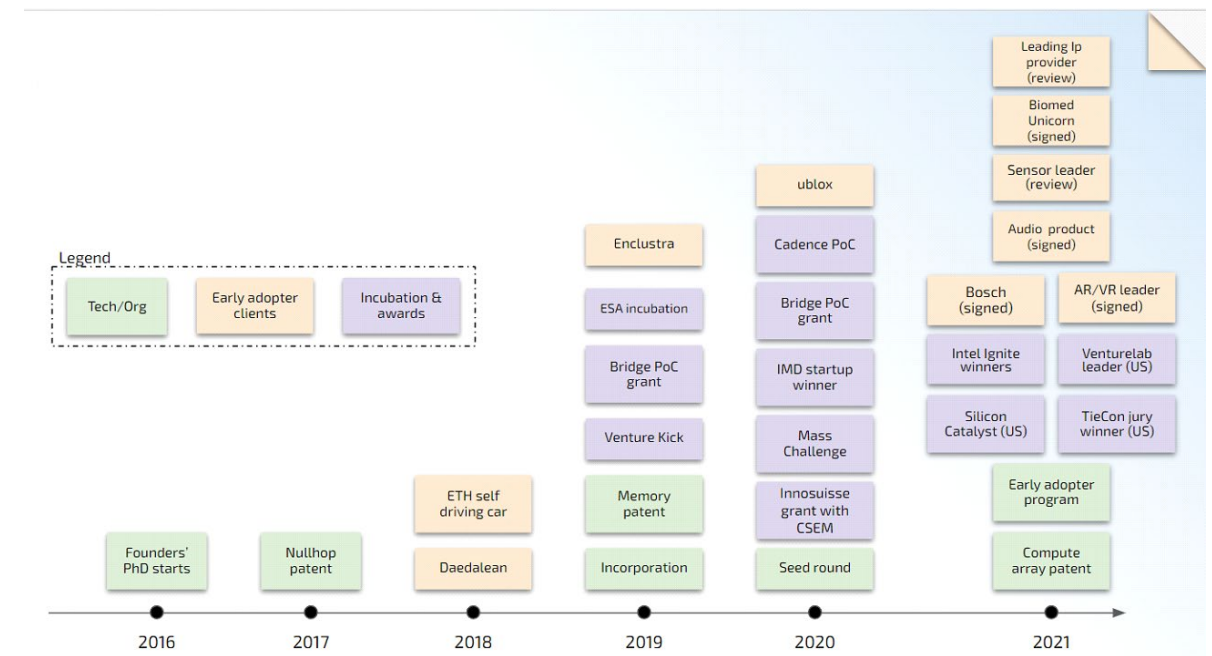 Leading Ip
provider
(review)
Biomed
Unicorn
(signed)
Sensor leader
(review)
Audio product
(signed)
ublox
Cadence PoC
Enclustra
Legend
Tech/Org
Early adopter
clients
Incubation &
awards
ESA incubation
Bridge PoC
grant
Bosch
(signed)
AR/VR leader
(signed)
Bridge PoC
grant
IMD startup
winner
Intel Ignite
winners
Venturelab
leader (US)
Venture Kick
Mass
Challenge
Silicon
Catalyst (US)
TieCon jury
winner (US)
ETH self
driving car
Memory
patent
Innosuisse
grant with
CSEM
Early adopter
program
Founders'
PhD starts
Nullhop
patent
Daedalean
Incorporation
Seed round
Compute
array patent
2016
2017
2018
2019
2020
2021